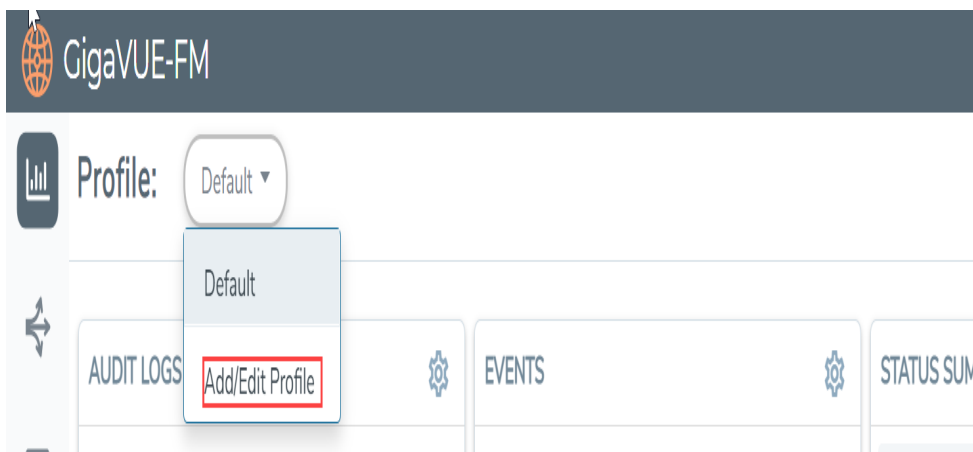 GigaVUE-FM
Profile:
Default
Default
Add/Edit Profile
AUDIT LOGS
EVENTS
STATUS SUM